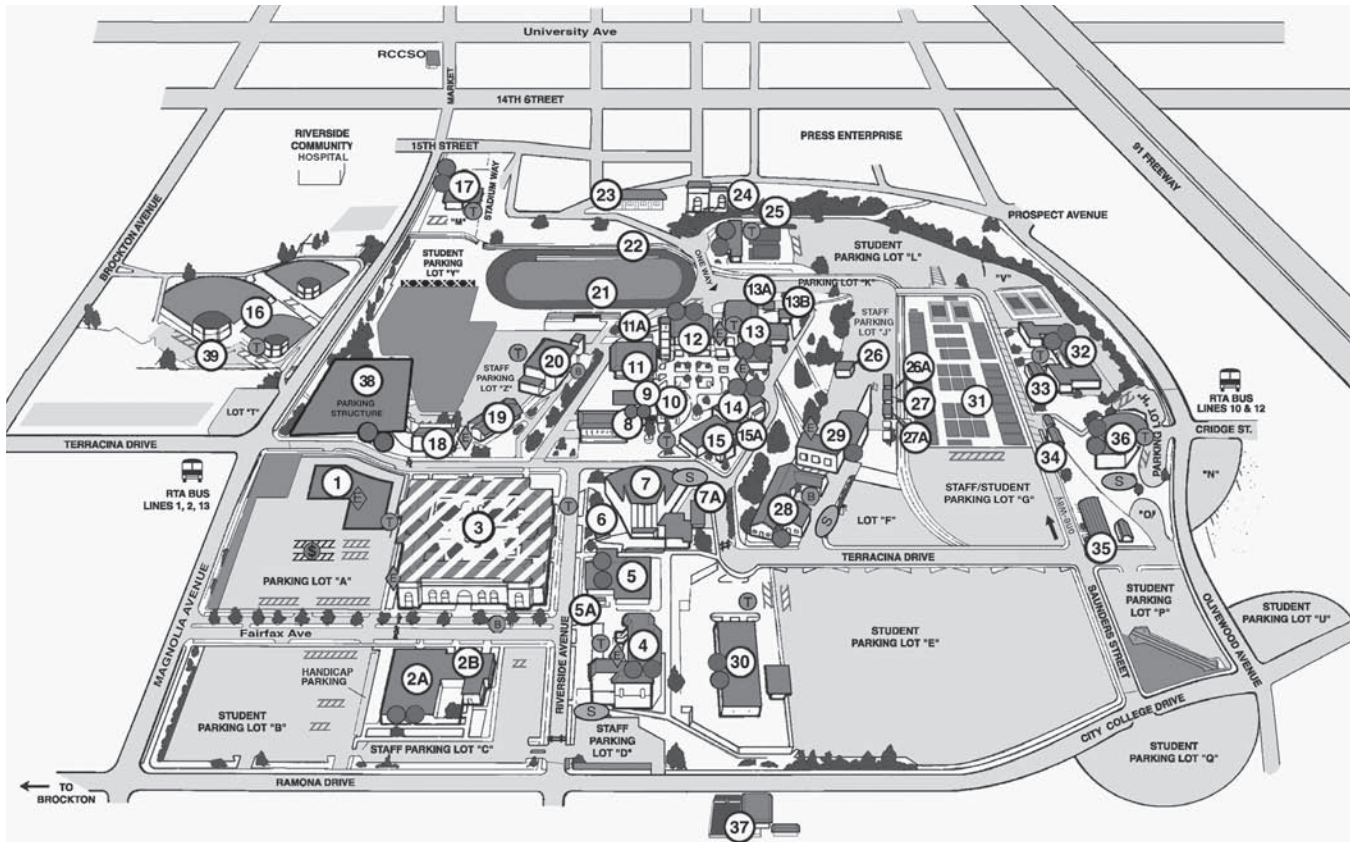 University Ave
RCCSO
MARKET
14TH STREET
RIVERSIDE
COMMUNITY
HOSPITAL
15TH STREET
PRESS ENTERPRISE
91 FREEWAY
BROCKTON AVENUE
17
STADIUM WAY
T
"M"
23
24
25
T
PROSPECT AVENUE
STUDENT
PARKING
LOT "Y"
22
ONE WAY
STUDENT
PARKING LOT "L"
"V"
21
13A
PARKING LOT "K"
13B
16
39
T
11A
12
E
T
13
STAFF
PARKING
LOT "J"
38
PARKING
STRUCTURE
T
20
B
STAFF
PARKING
LOT "Z"
11
E
26
26A
31
T
32
33
RTA BUS
LINES 10 & 12
LOT "T"
19
9
10
14
27
PARKING LOT "H"
TERRACINA DRIVE
18
E
8
T
15
15A
E
29
27A
34
36
T
CRIDGE ST.
RTA BUS
LINES 1, 2, 13
1
E
T
3
T
7
S
7A
28
B
S
LOT "F"
STAFF/STUDENT
PARKING LOT "G"
ONE-WAY
S
"O"
"N"
6
35
$
PARKING LOT "A"
E
5
TERRACINA DRIVE
MAGNOLIA AVENUE
B
5A
Fairfax Ave
RIVERSIDE AVENUE
T
E
4
T
30
STUDENT
PARKING LOT "E"
SAUNDERS STREET
STUDENT
PARKING
LOT "P"
OLIVEWOOD AVENUE
STUDENT
PARKING LOT "U"
HANDICAP
PARKING
2A
2B
STUDENT
PARKING LOT "B"
STAFF PARKING LOT "C"
S
STAFF
PARKING
LOT "D"
CITY COLLEGE DRIVE
STUDENT
PARKING LOT "Q"
TO
BROCKTON
RAMONA DRIVE
37